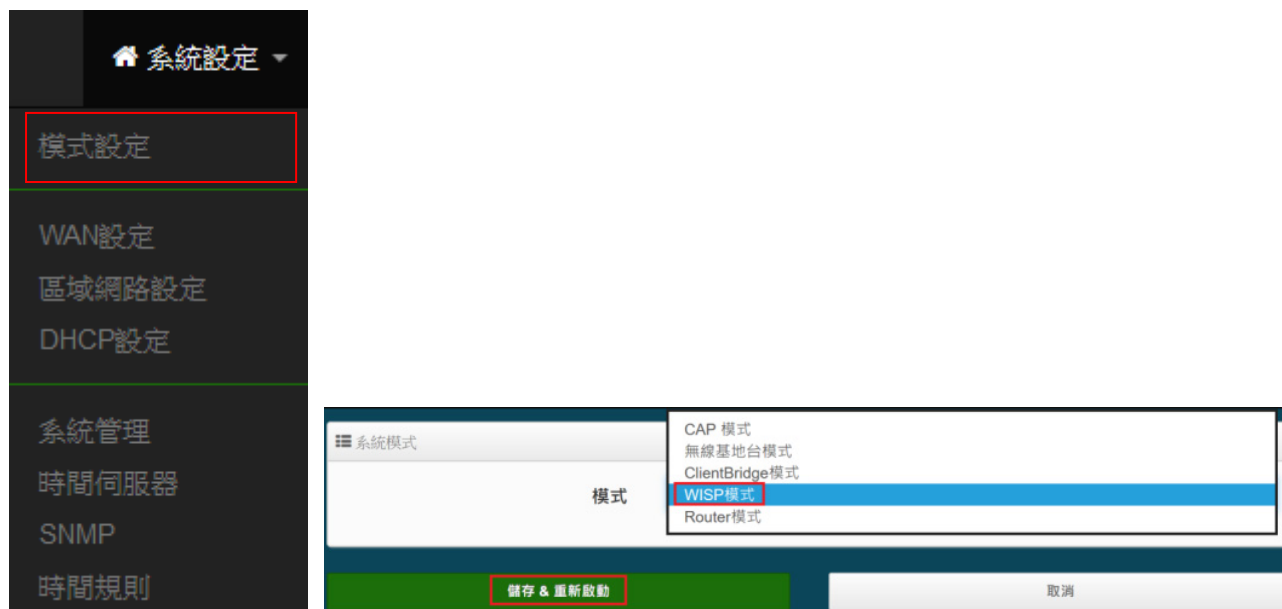 系統設定
模式設定
WAN設定
區域網路設定
DHCP設定
系統管理
時間伺服器
SNMP
時間規則
系統模式
模式
CAP 模式
無線基地台模式
ClientBridge模式
WISP模式
Router模式
儲存 & 重新啟動
取消